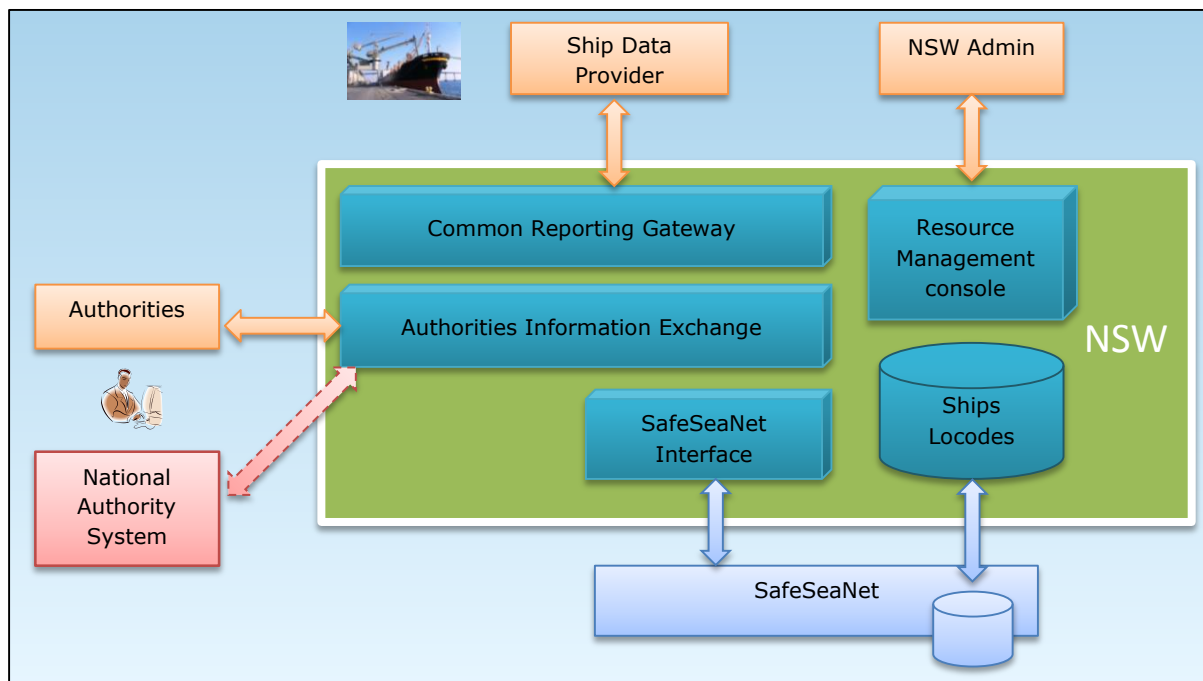 Ship Data
Provider
NSW Admin
Common Reporting Gateway
Resource
Management
console
Authorities
Authorities Information Exchange
NSW
Ships
Locodes
SafeSeaNet
Interface
National
Authority
System
SafeSeaNet